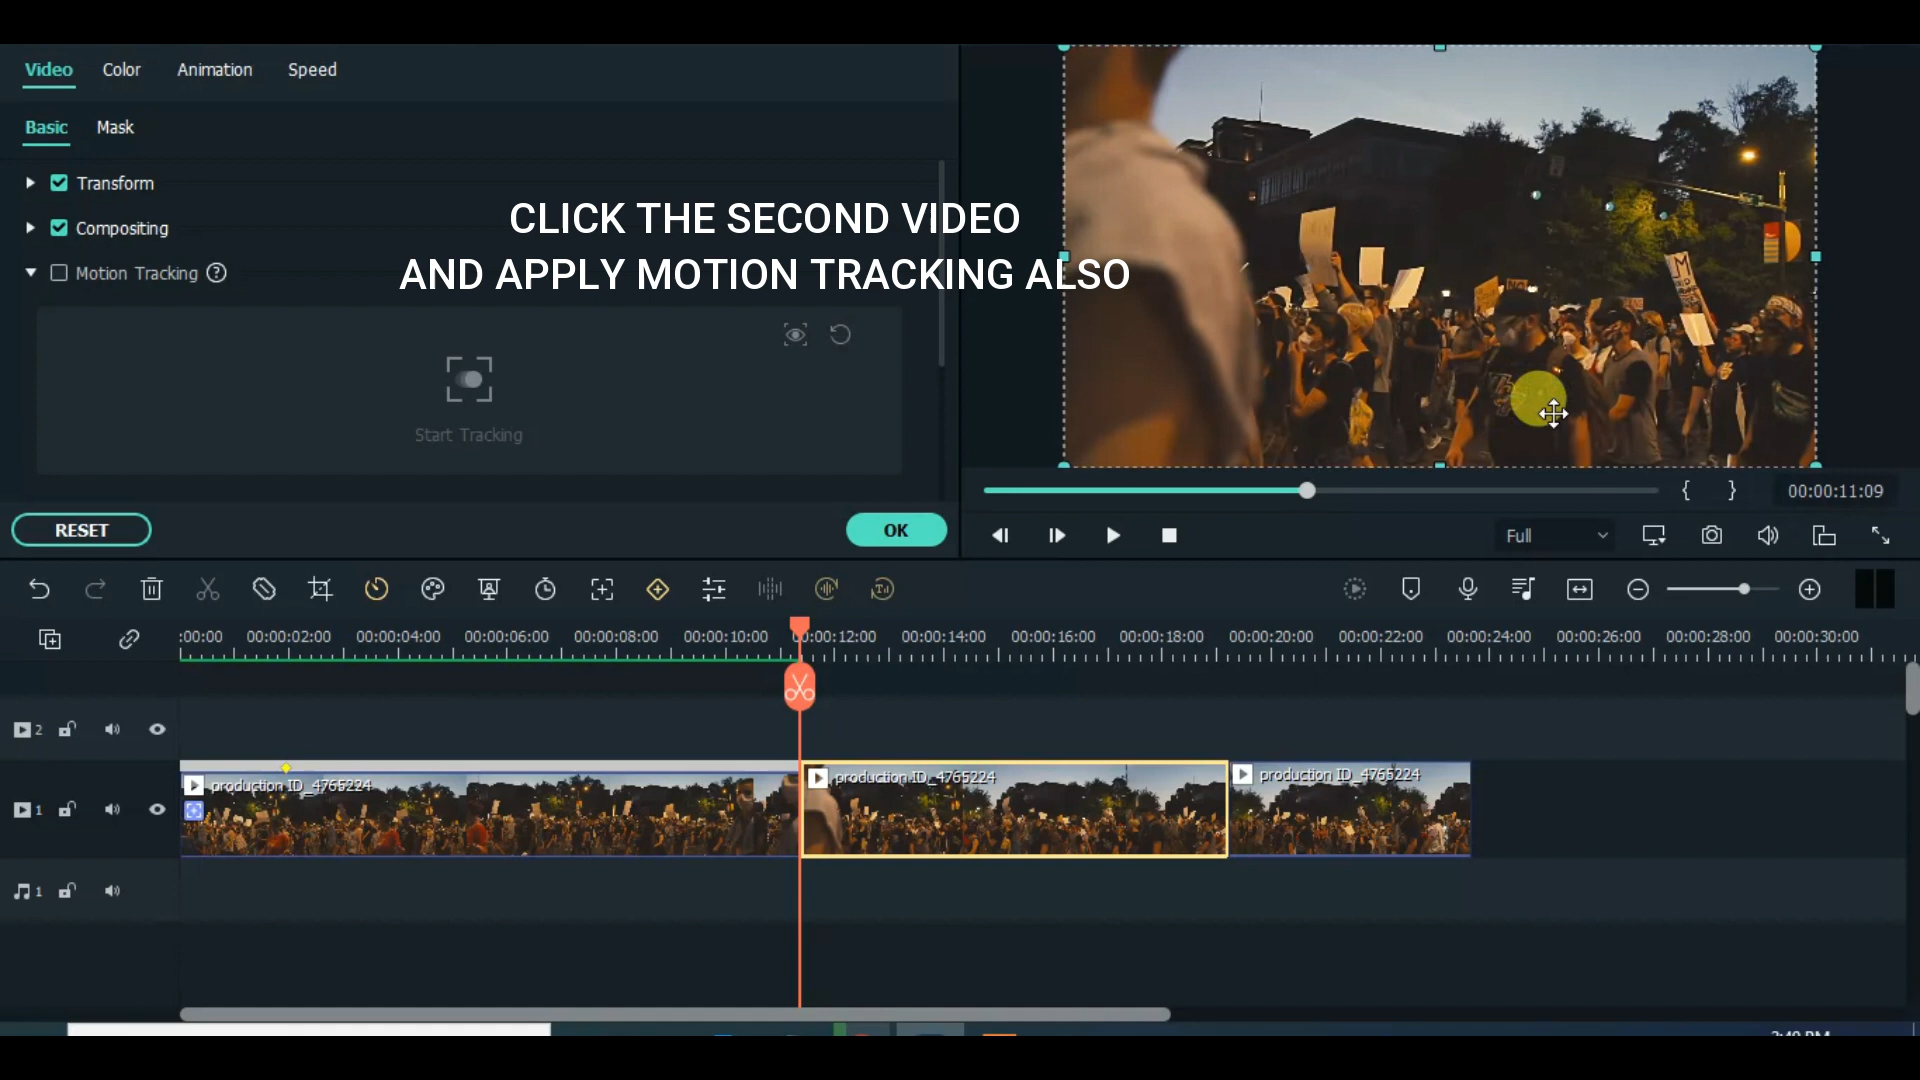 Video Color Animation Speed
Basic Mask
Transform
Compositing
Motion Tracking ?
CLICK THE SECOND VIDEO
AND APPLY MOTION TRACKING ALSO
Start Tracking
RESET OK
M
{ } 00:00:11:09
Full
:00:00 00:00:02:00 00:00:04:00 00:00:06:00 00:00:08:00 00:00:10:00 00:00:12:00 00:00:14:00 00:00:16:00 00:00:18:00 00:00:20:00 00:00:22:00 00:00:24:00 00:00:26:00 00:00:28:00 00:00:30:00
2
production ID_4765224 production ID_4765224 production ID_4765224
1
1